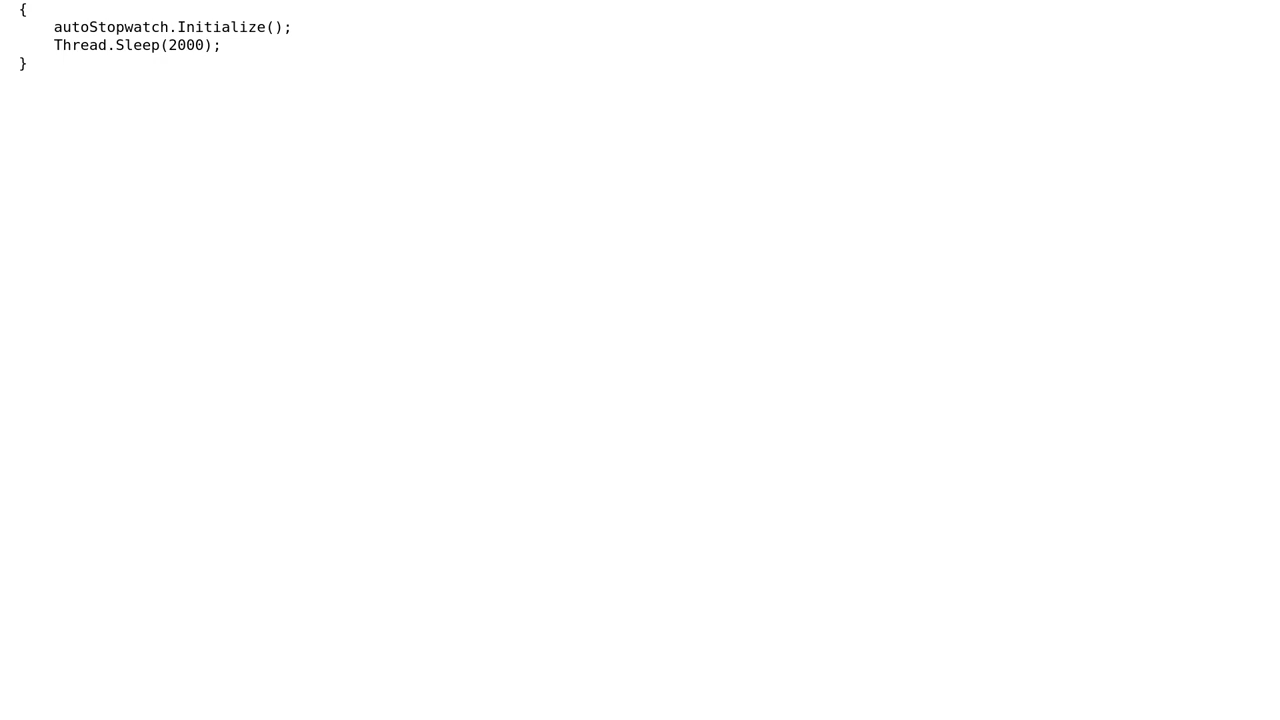 {
    autoStopwatch.Initialize();
    Thread.Sleep(2000);
}